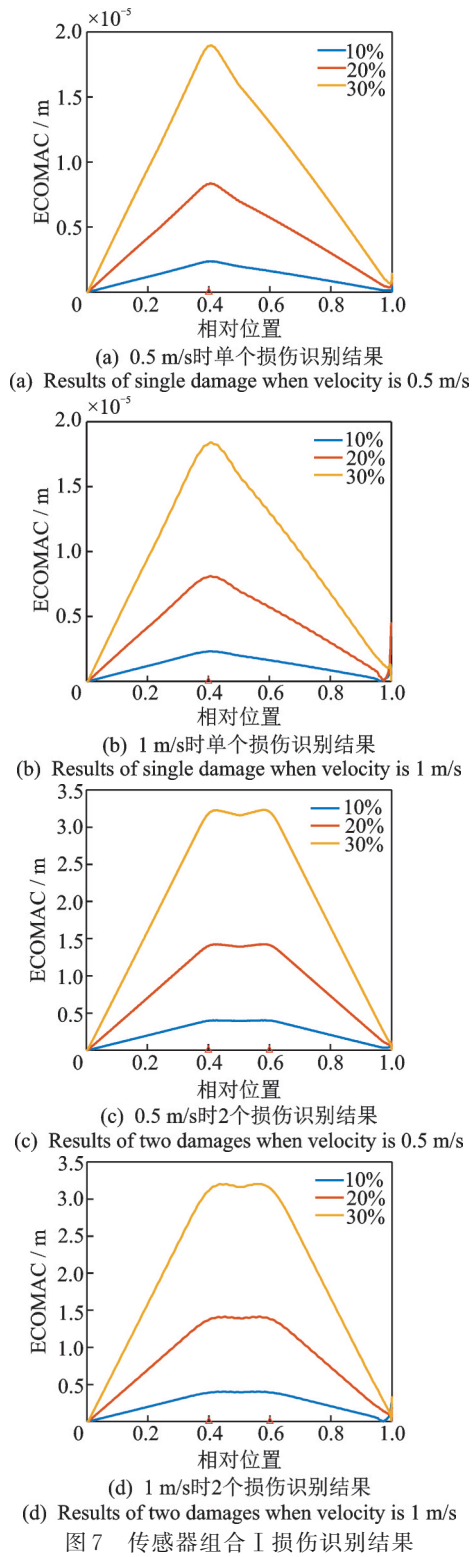 ×10⁻⁵
2.0
10%
20%
30%
1.5
ECOMAC / m
1.0
0.5
0 0.2 0.4 0.6 0.8 1.0
相对位置
(a) 0.5 m/s时单个损伤识别结果
(a) Results of single damage when velocity is 0.5 m/s
×10⁻⁵
2.0
10%
20%
30%
1.5
ECOMAC / m
1.0
0.5
0 0.2 0.4 0.6 0.8 1.0
相对位置
(b) 1 m/s时单个损伤识别结果
(b) Results of single damage when velocity is 1 m/s
3.5
10%
20%
30%
3.0
2.5
2.0
ECOMAC / m
1.5
1.0
0.5
0 0.2 0.4 0.6 0.8 1.0
相对位置
(c) 0.5 m/s时2个损伤识别结果
(c) Results of two damages when velocity is 0.5 m/s
3.5
10%
20%
30%
3.0
2.5
2.0
ECOMAC / m
1.5
1.0
0.5
0 0.2 0.4 0.6 0.8 1.0
相对位置
(d) 1 m/s时2个损伤识别结果
(d) Results of two damages when velocity is 1 m/s
图7 传感器组合Ⅰ损伤识别结果